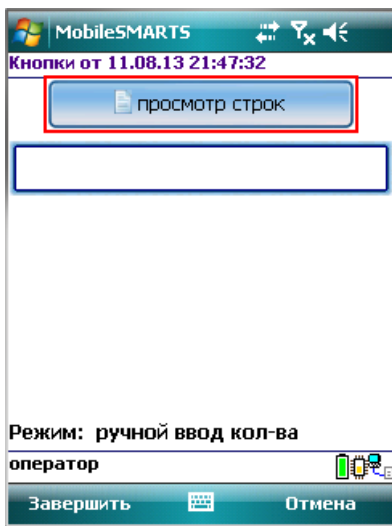 MobileSMARTS
Кнопки от 11.08.13 21:47:32
просмотр строк
Режим: ручной ввод кол-ва
оператор
Завершить Отмена